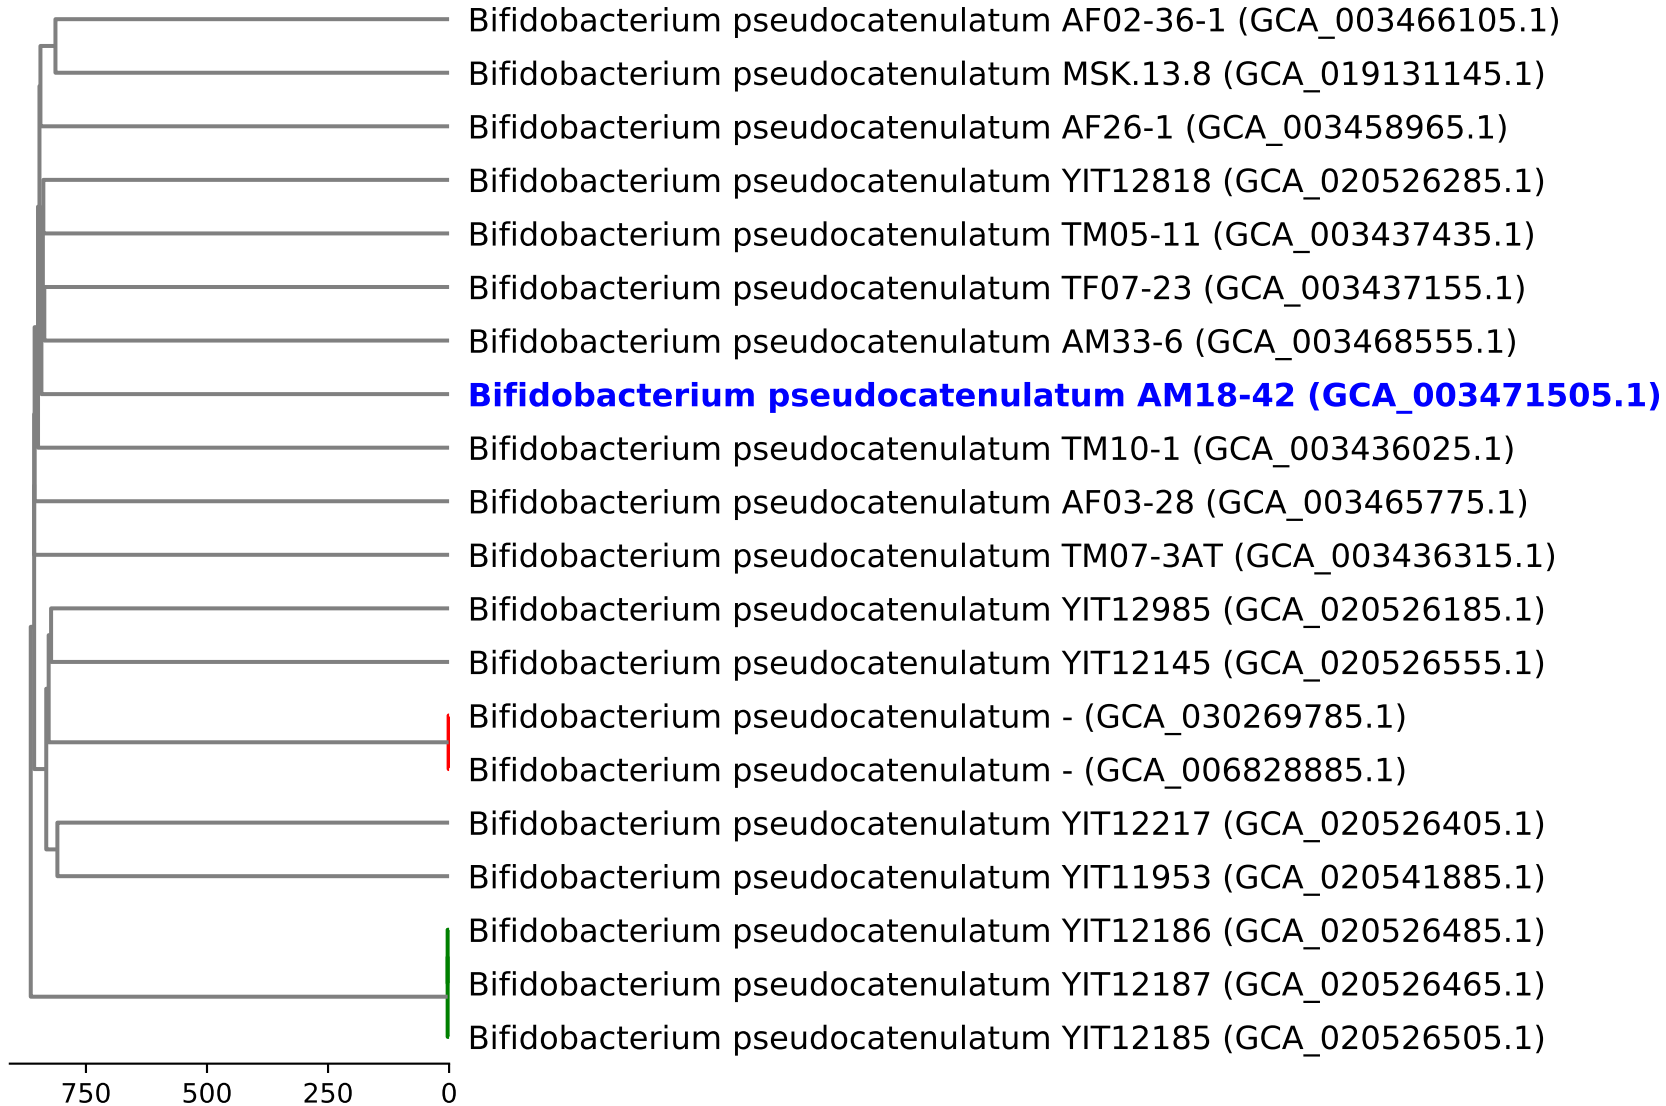 Bifidobacterium pseudocatenulatum AF02-36-1 (GCA_003466105.1)
Bifidobacterium pseudocatenulatum MSK.13.8 (GCA_019131145.1)
Bifidobacterium pseudocatenulatum AF26-1 (GCA_003458965.1)
Bifidobacterium pseudocatenulatum YIT12818 (GCA_020526285.1)
Bifidobacterium pseudocatenulatum TM05-11 (GCA_003437435.1)
Bifidobacterium pseudocatenulatum TF07-23 (GCA_003437155.1)
Bifidobacterium pseudocatenulatum AM33-6 (GCA_003468555.1)
Bifidobacterium pseudocatenulatum AM18-42 (GCA_003471505.1)
Bifidobacterium pseudocatenulatum TM10-1 (GCA_003436025.1)
Bifidobacterium pseudocatenulatum AF03-28 (GCA_003465775.1)
Bifidobacterium pseudocatenulatum TM07-3AT (GCA_003436315.1)
Bifidobacterium pseudocatenulatum YIT12985 (GCA_020526185.1)
Bifidobacterium pseudocatenulatum YIT12145 (GCA_020526555.1)
Bifidobacterium pseudocatenulatum - (GCA_030269785.1)
Bifidobacterium pseudocatenulatum - (GCA_006828885.1)
Bifidobacterium pseudocatenulatum YIT12217 (GCA_020526405.1)
Bifidobacterium pseudocatenulatum YIT11953 (GCA_020541885.1)
Bifidobacterium pseudocatenulatum YIT12186 (GCA_020526485.1)
Bifidobacterium pseudocatenulatum YIT12187 (GCA_020526465.1)
Bifidobacterium pseudocatenulatum YIT12185 (GCA_020526505.1)
750 500 250 0